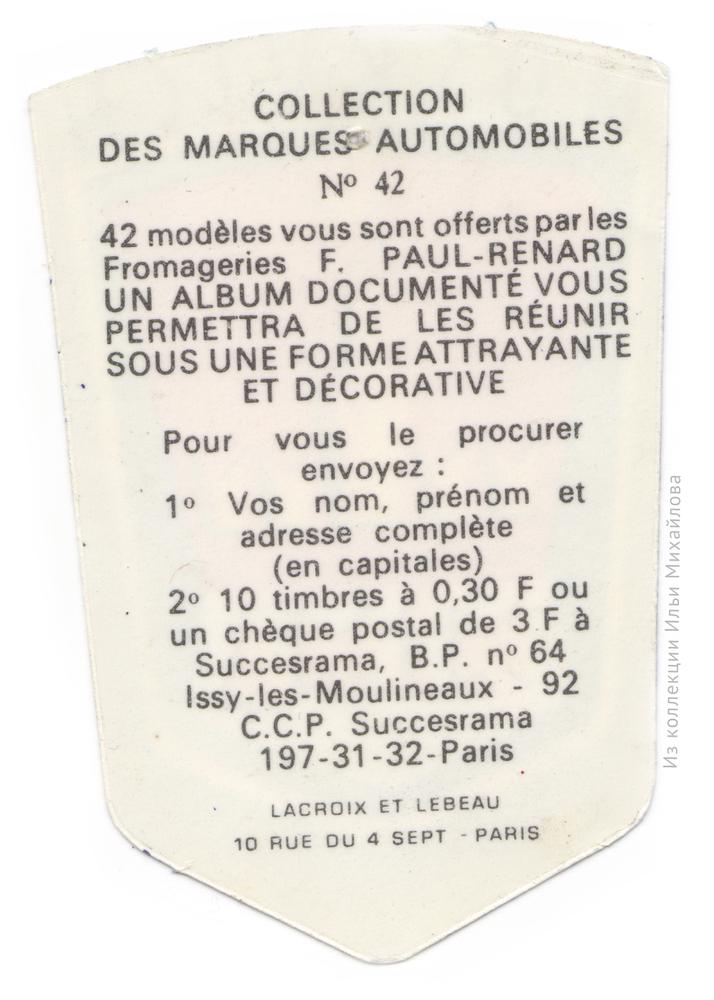 COLLECTION
DES MARQUES AUTOMOBILES
Nº 42
42 modèles vous sont offerts par les
Fromageries F. PAUL-RENARD
UN ALBUM DOCUMENTÉ VOUS
PERMETTRA DE LES RÉUNIR
SOUS UNE FORME ATTRAYANTE
ET DÉCORATIVE
Pour vous le procurer
envoyez :
1º Vos nom, prénom et
adresse complète
(en capitales)
2º 10 timbres à 0,30 F ou
un chèque postal de 3 F à
Succesrama, B.P. nº 64
Issy-les-Moulineaux - 92
C.C.P. Succesrama
197-31-32-Paris
LACROIX ET LEBEAU
10 RUE DU 4 SEPT - PARIS
Из коллекции Ильи Михайлова